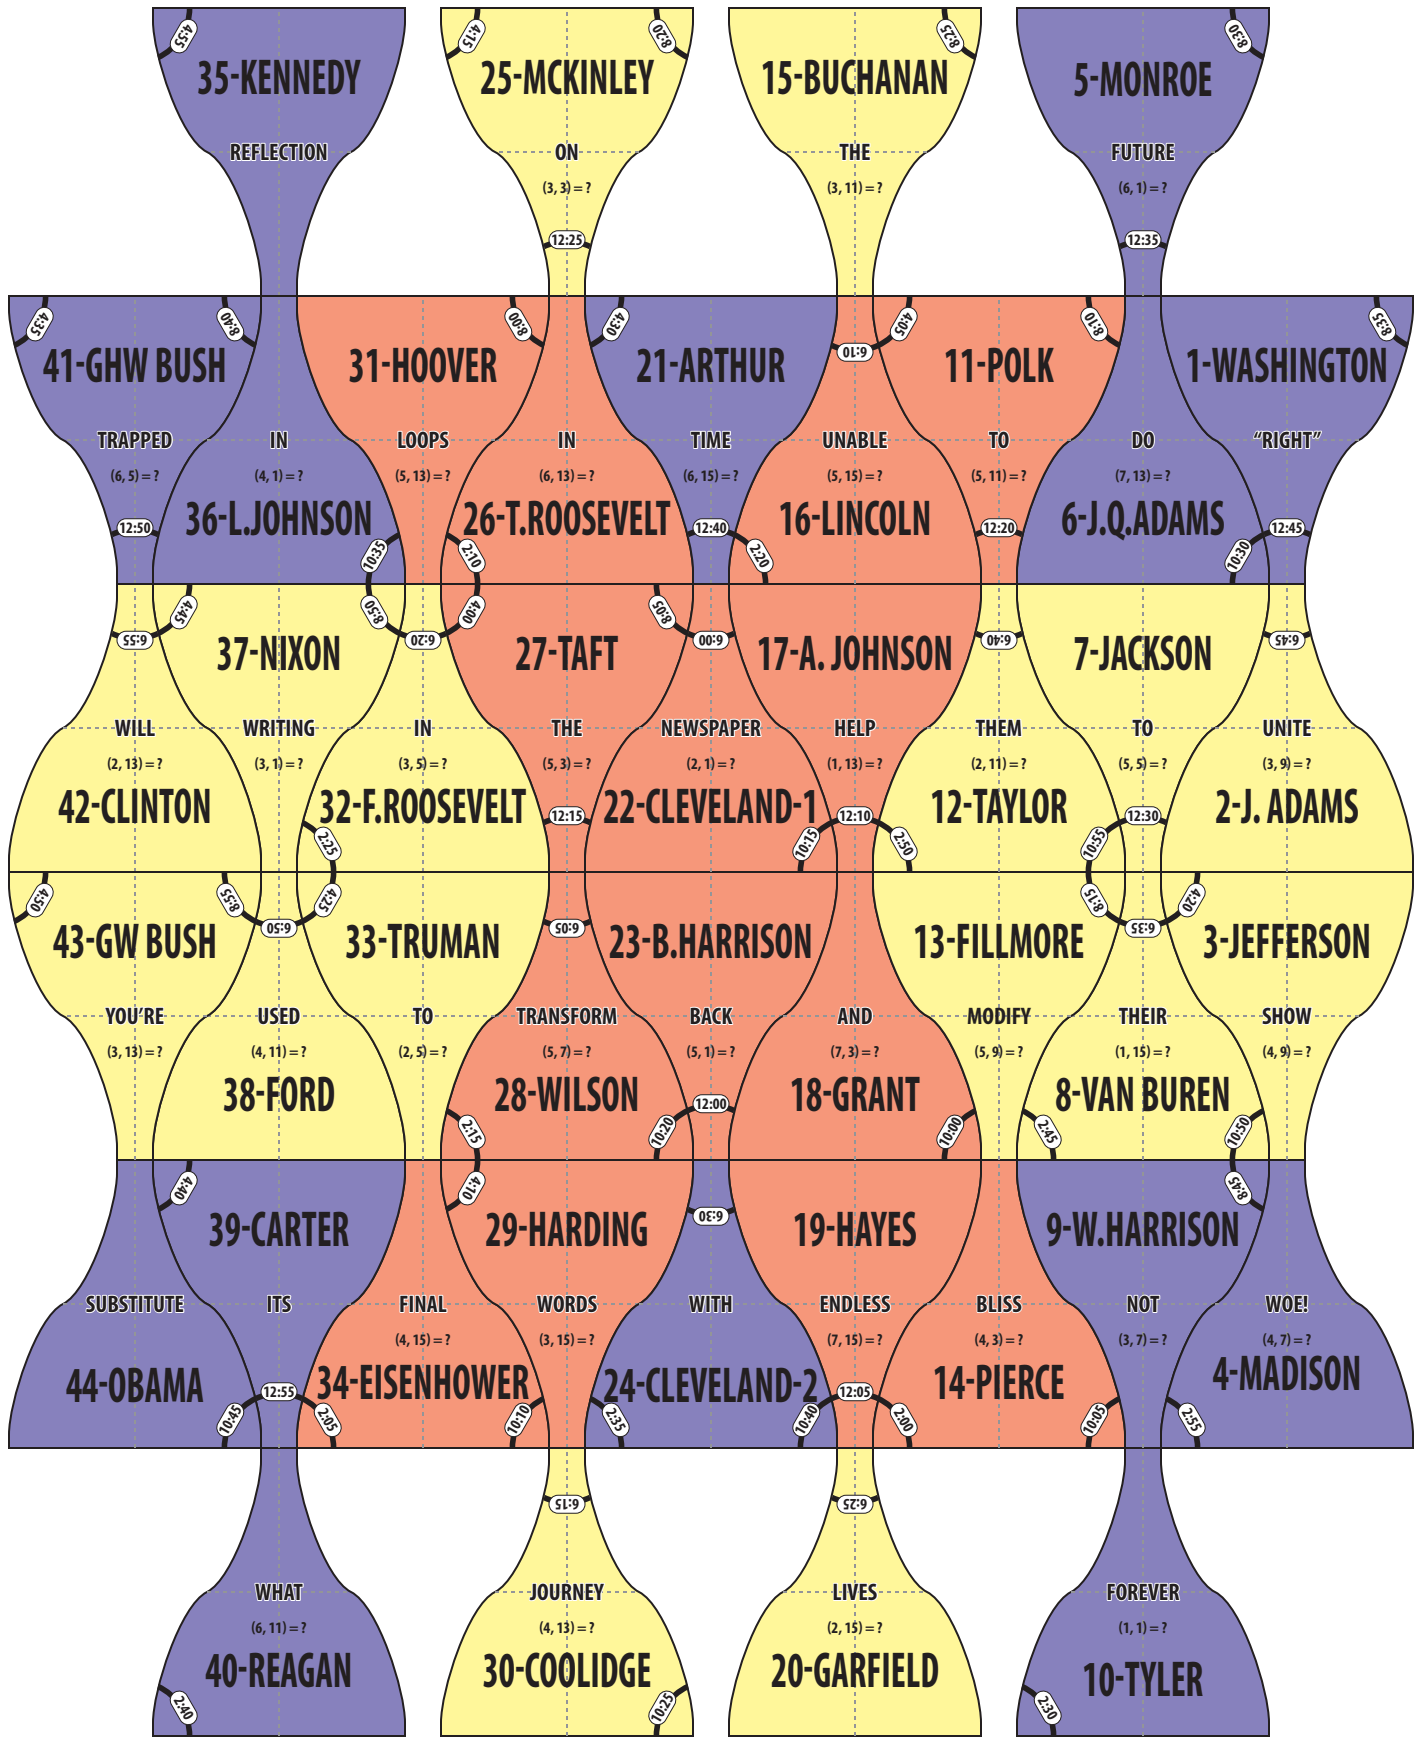 4:55 4:15 8:20 8:25 8:30
35-KENNEDY 25-MCKINLEY 15-BUCHANAN 5-MONROE
REFLECTION ON THE FUTURE
(3, 3) = ? (3, 11) = ? (6, 1) = ?
12:25 12:35
4:35 8:40 8:00 4:30 6:10 4:05 8:10 8:35
41-GHW BUSH 31-HOOVER 21-ARTHUR 11-POLK 1-WASHINGTON
TRAPPED IN LOOPS IN TIME UNABLE TO DO “RIGHT”
(6, 5) = ? (4, 1) = ? (5, 13) = ? (6, 13) = ? (6, 15) = ? (5, 15) = ? (5, 11) = ? (7, 13) = ?
36-L.JOHNSON 26-T.ROOSEVELT 16-LINCOLN 6-J.Q.ADAMS
12:50 10:35 2:10 12:40 2:20 12:20 10:30 12:45
6:55 4:45 8:50 6:20 4:00 8:05 6:00 6:40 6:45
37-NIXON 27-TAFT 17-A. JOHNSON 7-JACKSON
WILL WRITING IN THE NEWSPAPER HELP THEM TO UNITE
(2, 13) = ? (3, 1) = ? (3, 5) = ? (5, 3) = ? (2, 1) = ? (1, 13) = ? (2, 11) = ? (5, 5) = ? (3, 9) = ?
42-CLINTON 32-F.ROOSEVELT 22-CLEVELAND-1 12-TAYLOR 2-J. ADAMS
2:25 12:15 10:15 12:10 2:50 10:55 12:30
4:50 8:55 6:50 4:25 6:05 8:15 6:35 4:20
43-GW BUSH 33-TRUMAN 23-B.HARRISON 13-FILLMORE 3-JEFFERSON
YOU'RE USED TO TRANSFORM BACK AND MODIFY THEIR SHOW
(3, 13) = ? (4, 11) = ? (2, 5) = ? (5, 7) = ? (5, 1) = ? (7, 3) = ? (5, 9) = ? (1, 15) = ? (4, 9) = ?
38-FORD 28-WILSON 18-GRANT 8-VAN BUREN
2:15 10:20 12:00 10:00 2:45 10:50
4:40 4:10 6:30 8:45
39-CARTER 29-HARDING 19-HAYES 9-W.HARRISON
SUBSTITUTE ITS FINAL WORDS WITH ENDLESS BLISS NOT WOE!
(4, 15) = ? (3, 15) = ? (7, 15) = ? (4, 3) = ? (3, 7) = ? (4, 7) = ?
44-OBAMA 34-EISENHOWER 24-CLEVELAND-2 14-PIERCE 4-MADISON
10:45 12:55 2:05 10:10 2:35 10:40 12:05 2:00 10:05 2:55
6:15 6:25
WHAT JOURNEY LIVES FOREVER
(6, 11) = ? (4, 13) = ? (2, 15) = ? (1, 1) = ?
40-REAGAN 30-COOLIDGE 20-GARFIELD 10-TYLER
2:40 10:25 2:30